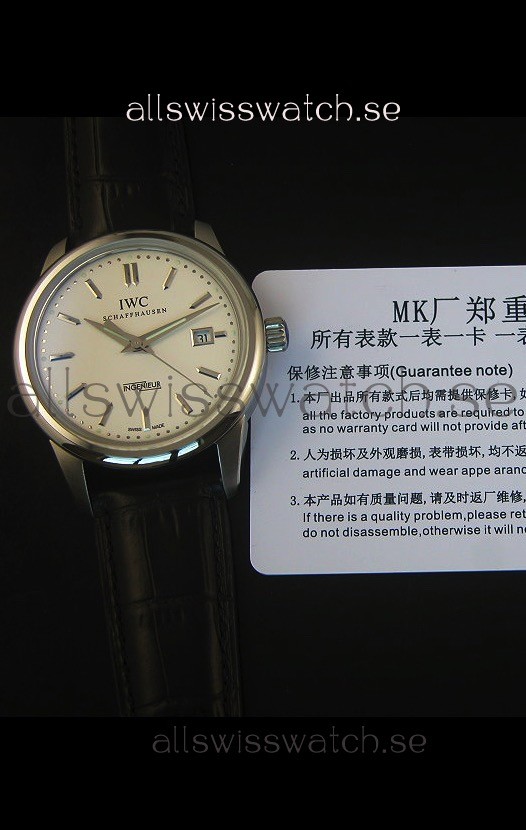 allswisswatch.se
IWC
SCHAFFHAUSEN
31
INGENIEUR
SWISS MADE
MK厂郑重
所有表款一表一卡 一表
保修注意事项(Guarantee note)
1. 本厂出品所有款式后均需提供保修卡,
all the factory products are required to
as no warranty card will not provide afte
2. 人为损坏及外观磨损, 表带损坏, 均不返
artificial damage and wear appe aranc
3. 本产品如有质量问题, 请及时返厂维修,
If there is a quality problem,please ret
do not disassemble,otherwise it will ne
allswisswatch.se
allswisswatch.se